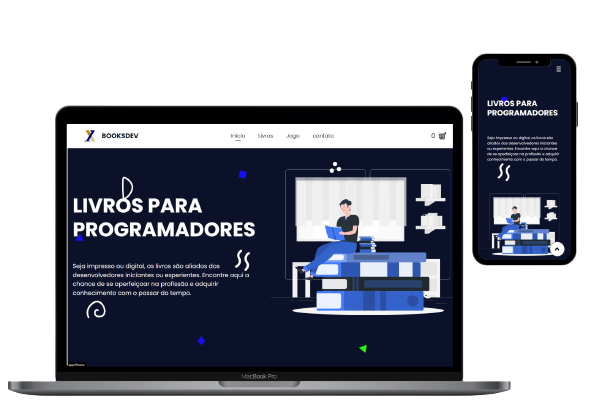 BOOKSDEV
Início Livros Jogo contato
0
LIVROS PARA
PROGRAMADORES
Seja impresso ou digital, os livros são aliados dos
desenvolvedores iniciantes ou experientes. Encontre aqui a
chance de se aperfeiçoar na profissão e adquirir
conhecimento com o passar do tempo.
MacBook Pro
LIVROS PARA
PROGRAMADORES
Seja impresso ou digital, os livros são
aliados dos desenvolvedores iniciantes
ou experientes. Encontre aqui a chance
de se aperfeiçoar na profissão e adquirir
conhecimento com o passar do tempo.